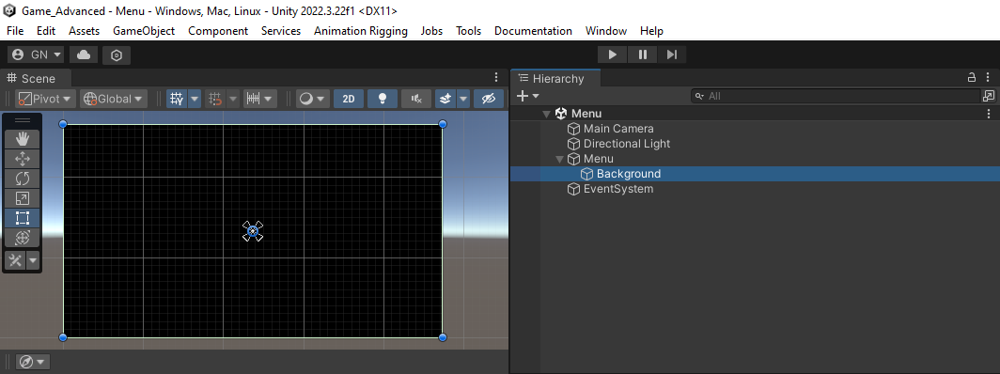 Game_Advanced - Menu - Windows, Mac, Linux - Unity 2022.3.22f1 <DX11>
File Edit Assets GameObject Component Services Animation Rigging Jobs Tools Documentation Window Help
GN
Scene
Pivot Global 2D
Hierarchy
All
Menu
Main Camera
Directional Light
Menu
Background
EventSystem